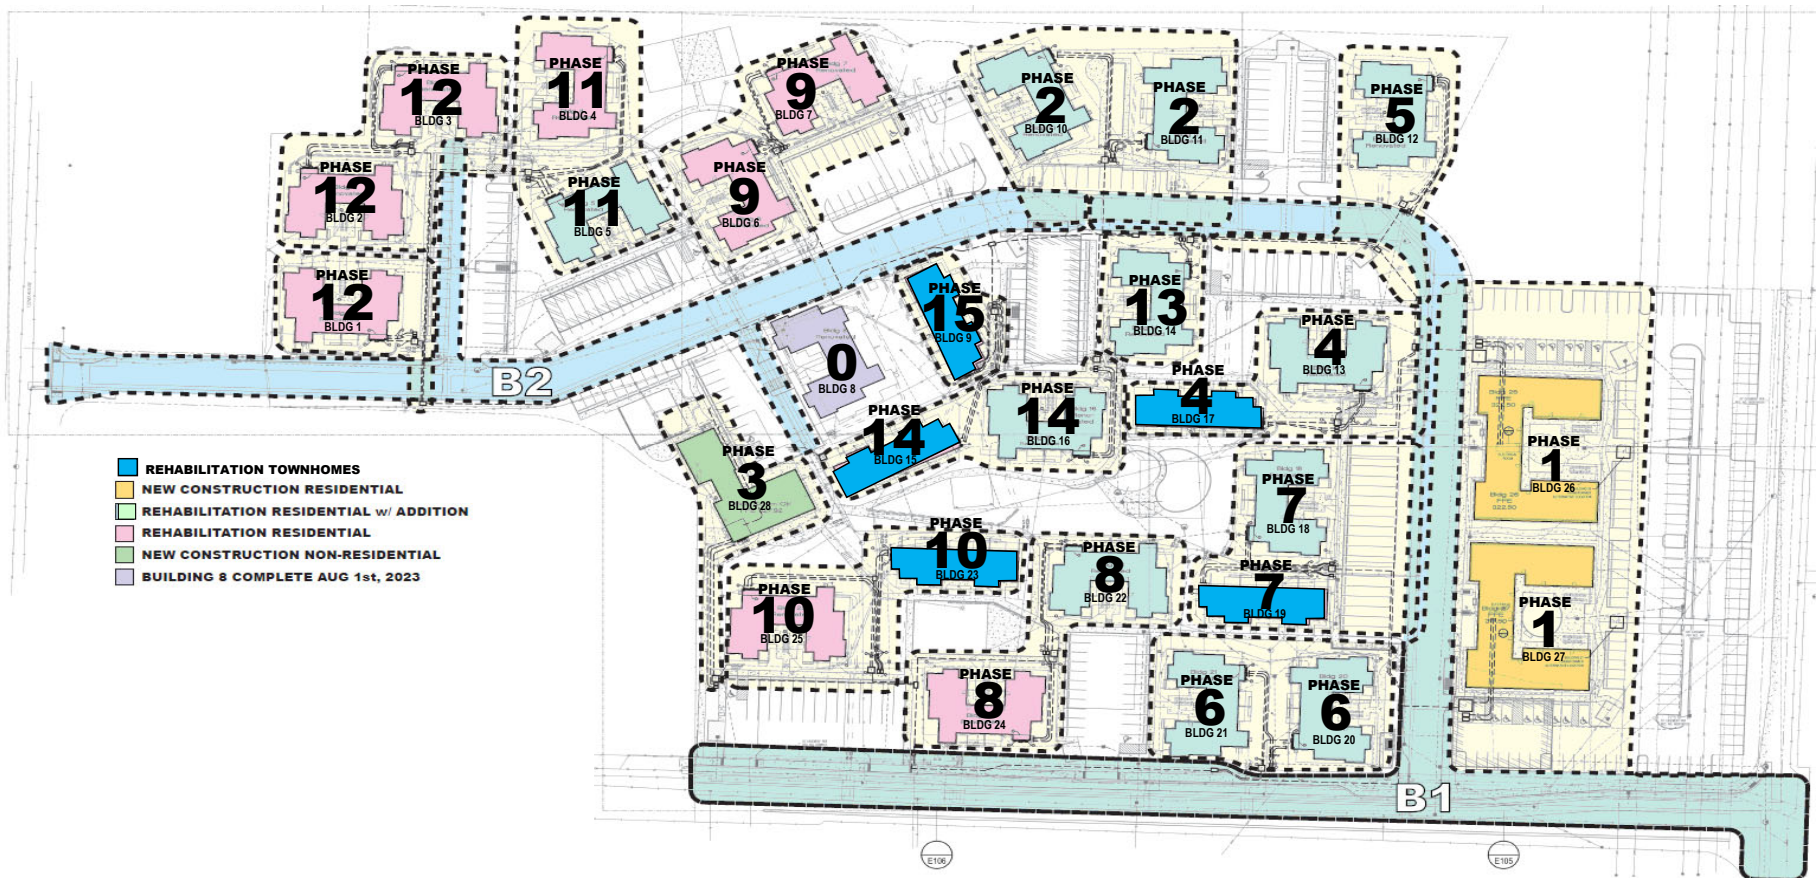 PHASE
12
BLDG 3
PHASE
11
BLDG 4
PHASE
9
BLDG 7
PHASE
2
BLDG 10
PHASE
2
BLDG 11
PHASE
5
BLDG 12
PHASE
12
BLDG 2
PHASE
11
BLDG 5
PHASE
9
BLDG 6
PHASE
12
BLDG 1
PHASE
15
BLDG 9
PHASE
13
BLDG 14
PHASE
4
BLDG 13
PHASE
0
BLDG 8
B2
PHASE
14
BLDG 16
PHASE
4
BLDG 17
PHASE
14
BLDG 15
PHASE
3
BLDG 28
PHASE
7
BLDG 18
PHASE
1
BLDG 26
REHABILITATION TOWNHOMES
NEW CONSTRUCTION RESIDENTIAL
REHABILITATION RESIDENTIAL w/ ADDITION
REHABILITATION RESIDENTIAL
NEW CONSTRUCTION NON-RESIDENTIAL
BUILDING 8 COMPLETE AUG 1st, 2023
PHASE
10
BLDG 23
PHASE
8
BLDG 22
PHASE
7
BLDG 19
PHASE
10
BLDG 25
PHASE
1
BLDG 27
PHASE
8
BLDG 24
PHASE
6
BLDG 21
PHASE
6
BLDG 20
B1
E106
E105